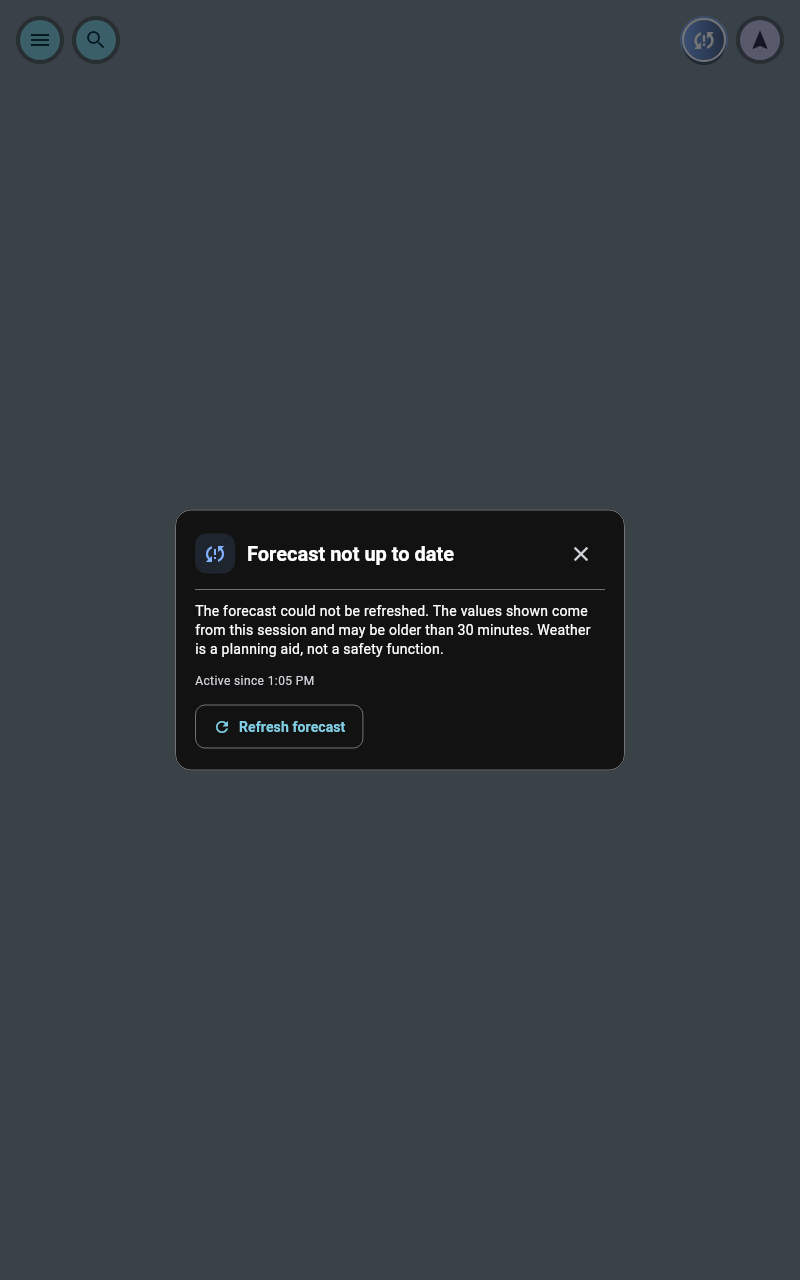 Forecast not up to date
The forecast could not be refreshed. The values shown come
from this session and may be older than 30 minutes. Weather
is a planning aid, not a safety function.
Active since 1:05 PM
Refresh forecast